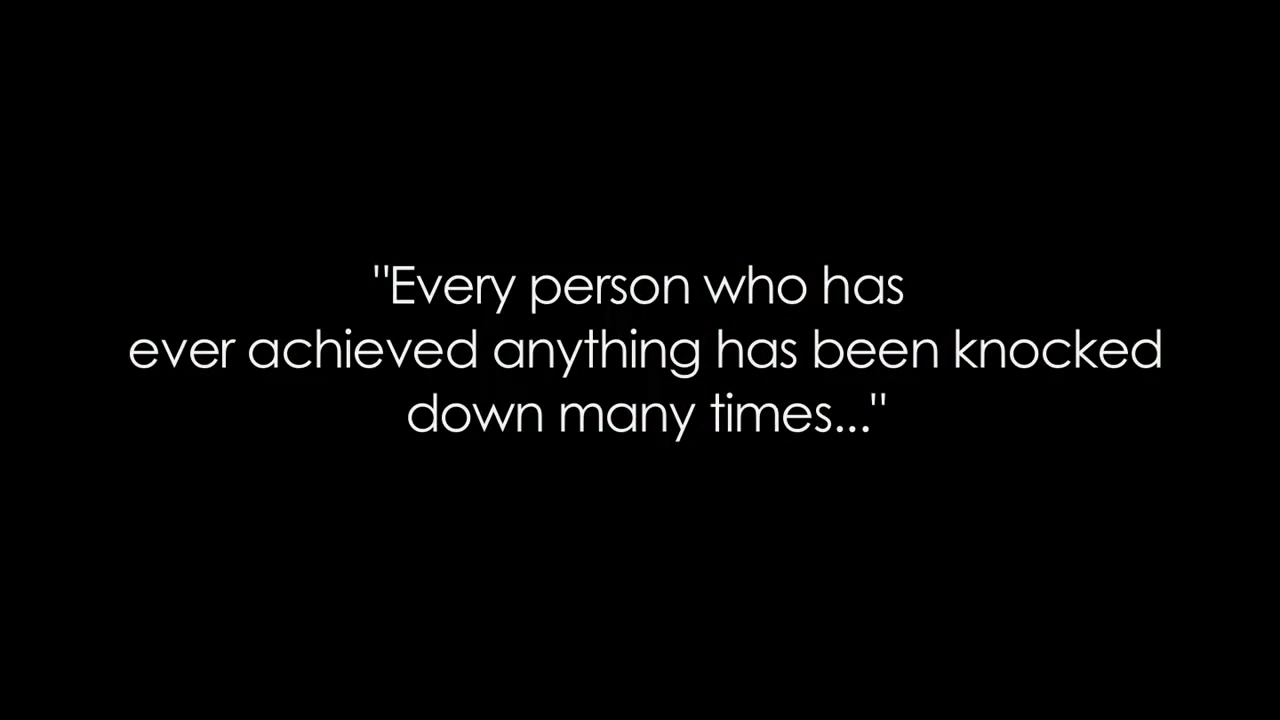 "Every person who has
ever achieved anything has been knocked
down many times..."